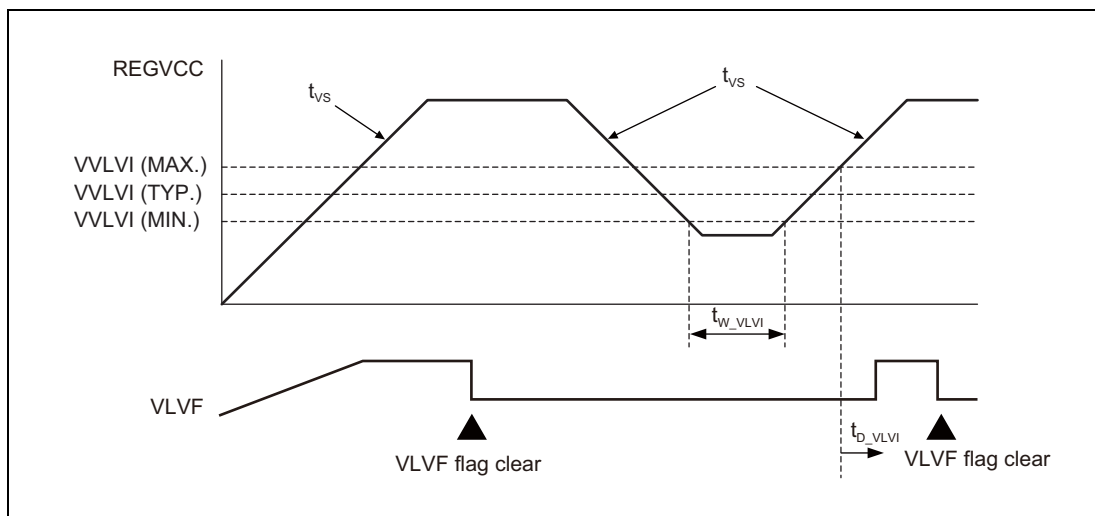 REGVCC
tVS
tVS
VVLVI (MAX.)
VVLVI (TYP.)
VVLVI (MIN.)
tW_VLVI
VLVF
tD_VLVI
VLVF flag clear
VLVF flag clear